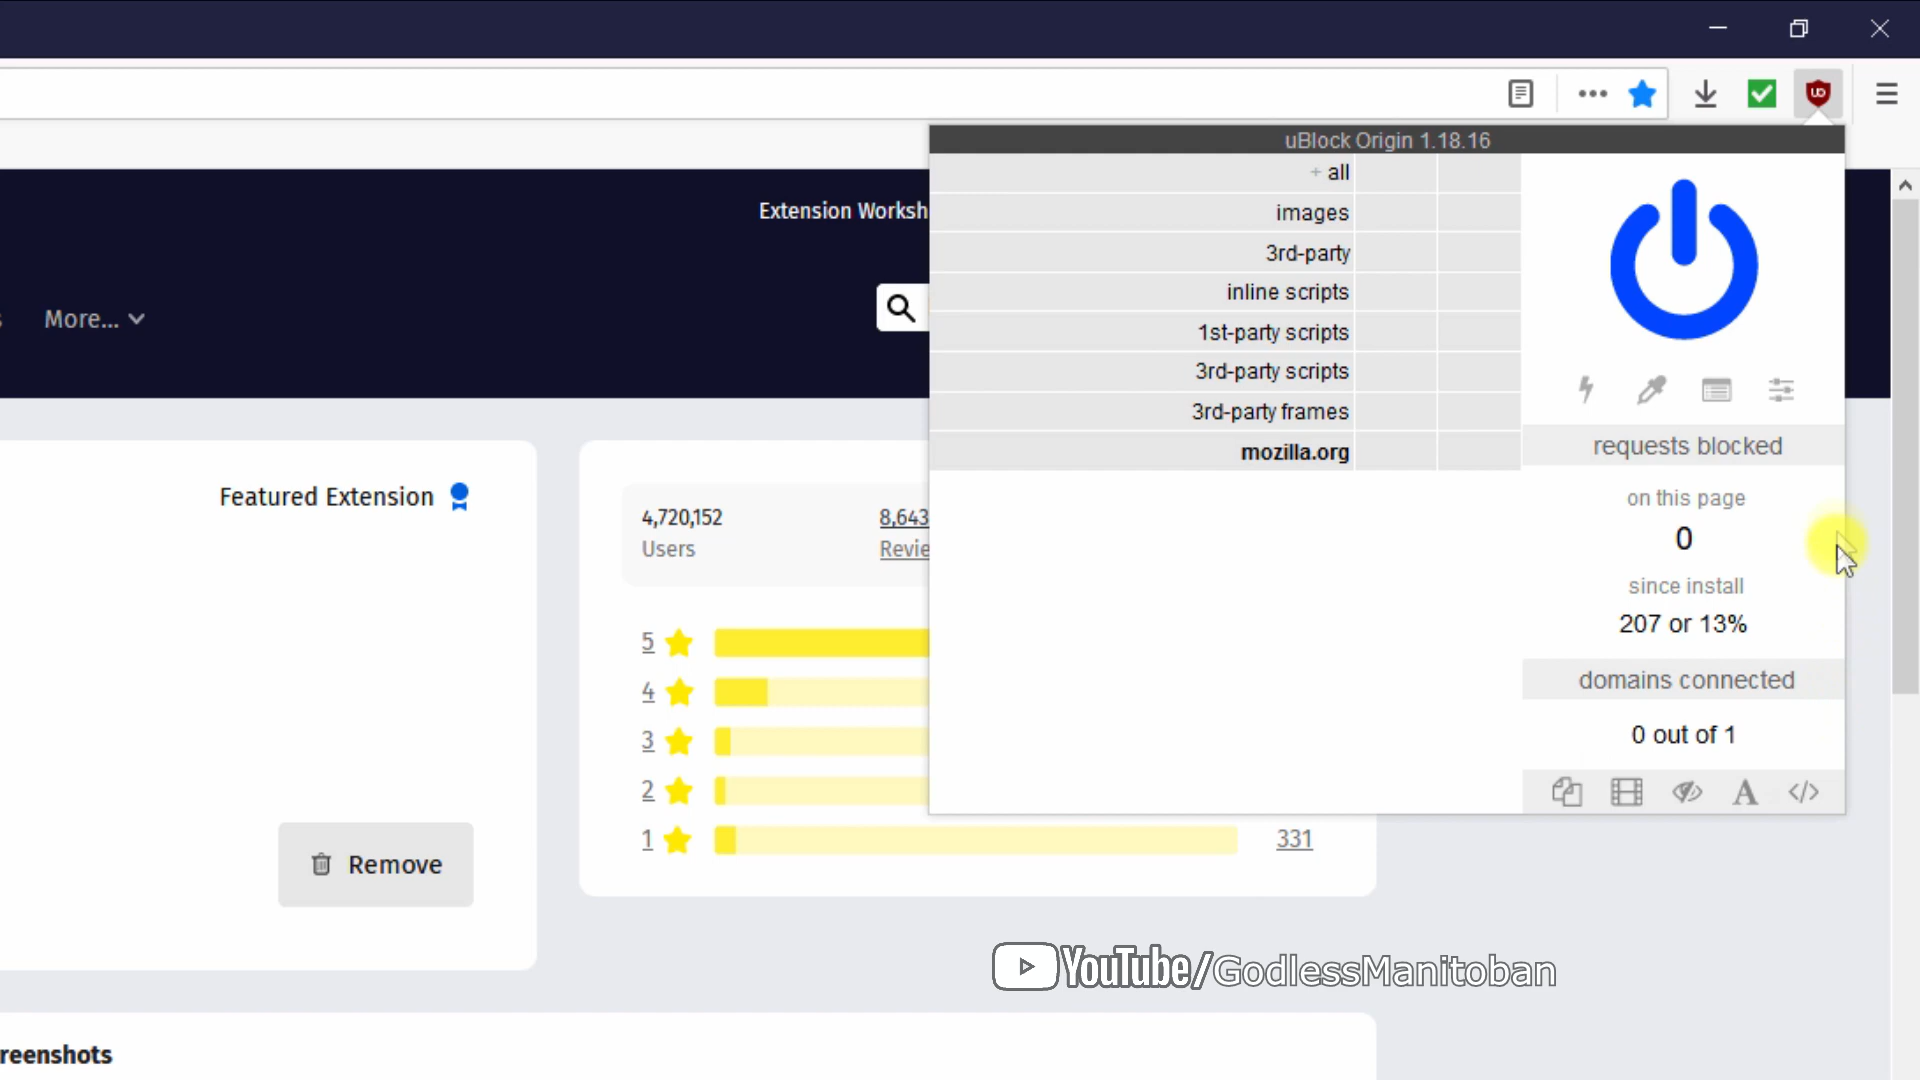 uBlock Origin 1.18.16
+ all
images
3rd-party
inline scripts
1st-party scripts
3rd-party scripts
3rd-party frames
mozilla.org
requests blocked
on this page
0
since install
207 or 13%
domains connected
0 out of 1
Extension Worksh
More...
Featured Extension
Remove
4,720,152
Users
8,643
Revie
5
4
3
2
1
331
YouTube/GodlessManitoban
reenshots